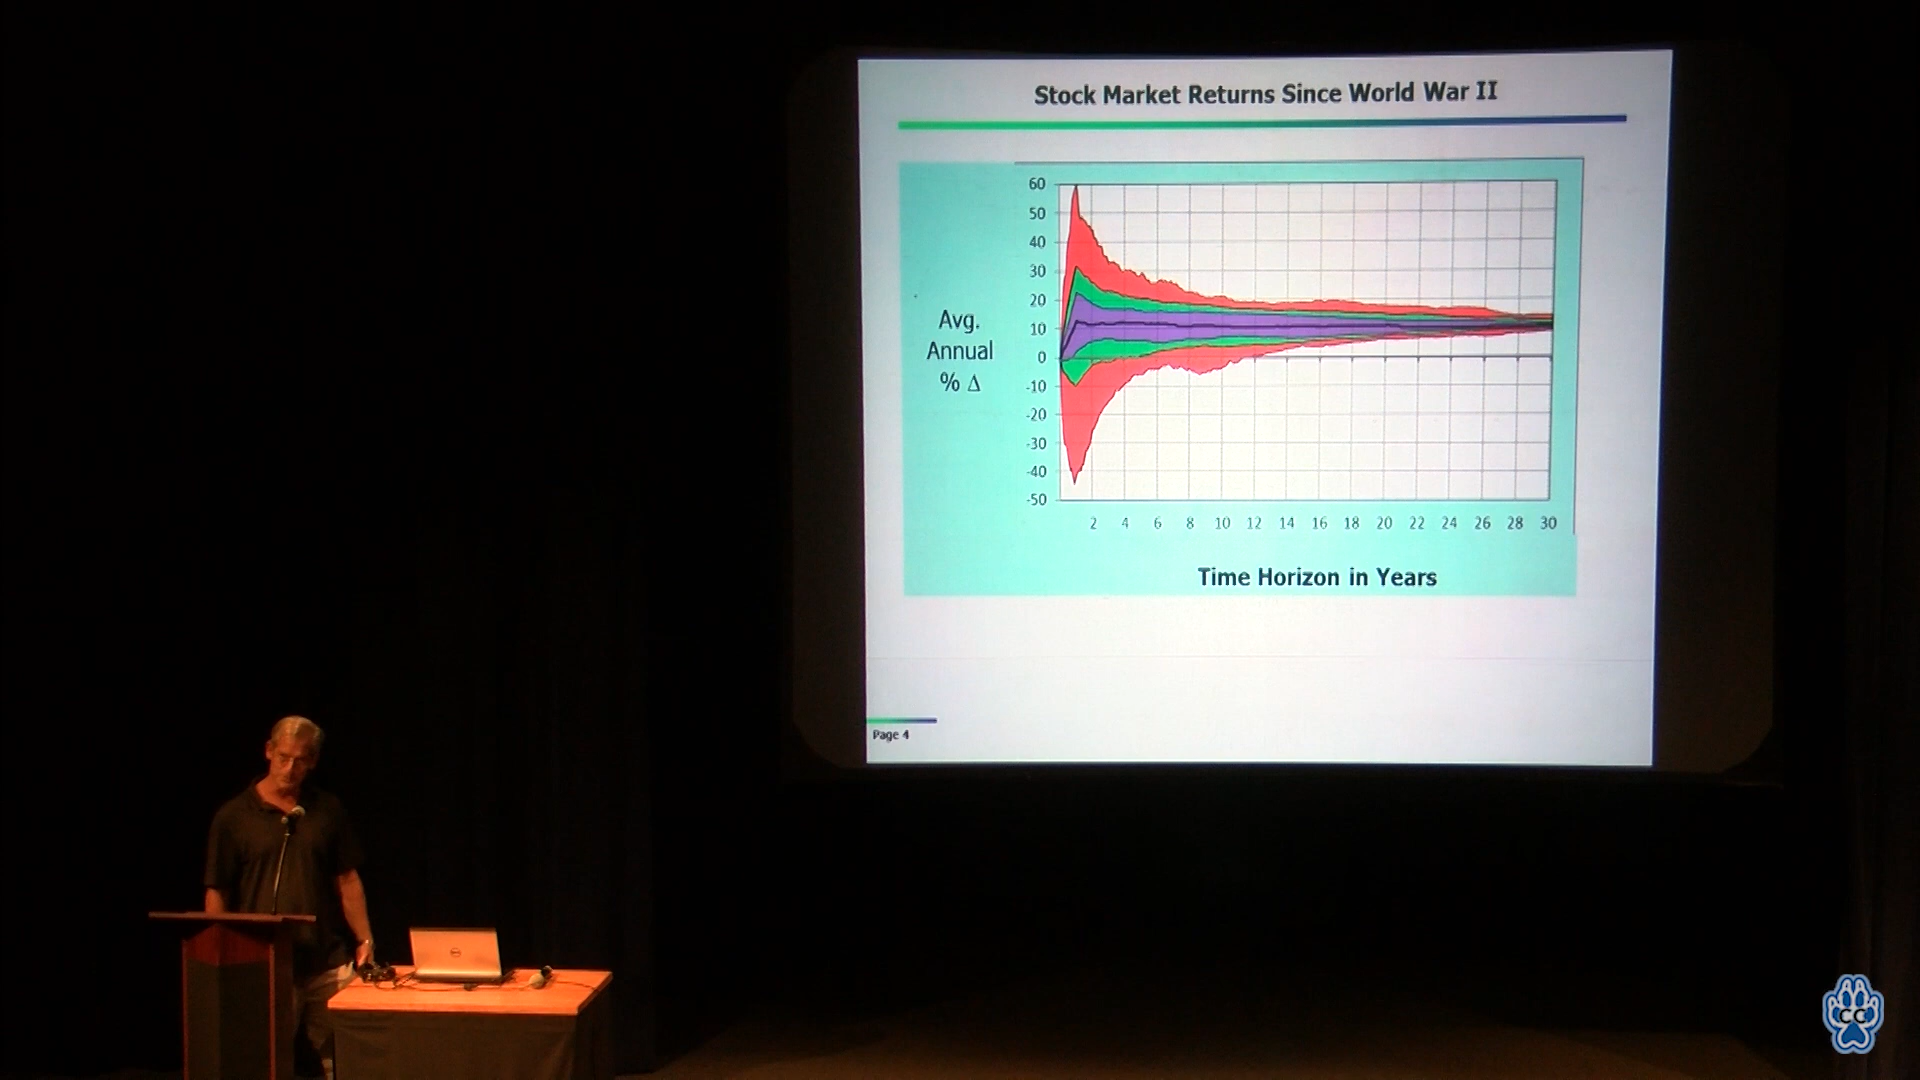 Stock Market Returns Since World War II
60
50
40
30
20
10
0
-10
-20
-30
-40
-50
Avg.
Annual
% Δ
2 4 6 8 10 12 14 16 18 20 22 24 26 28 30
Time Horizon in Years
Page 4
CC